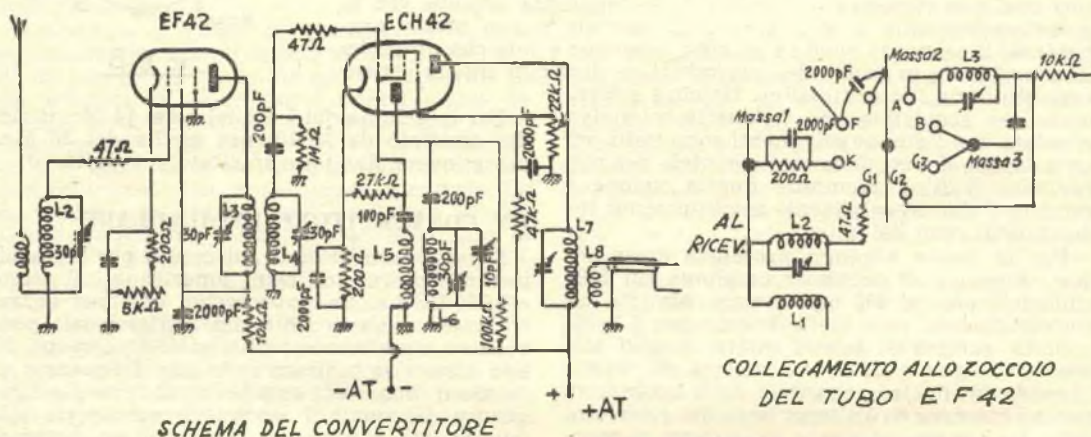 EF42
ECH42
47Ω
47Ω
200pF
1MΩ
22kΩ
2000pF
27kΩ
100pF
200pF
47kΩ
L2
30pF
200Ω
L3
30pF
L4
30pF
200Ω
L5
30pF
10pF
L6
L7
L8
8KΩ
2000pF
10kΩ
2000pF
100kΩ
-AT
-
+
+AT
SCHEMA DEL CONVERTITORE
2000pF
Massa2
L3
10kΩ
A
Massa1
2000pF
F
B
Massa3
K
G3
200Ω
G1
G2
47Ω
AL
RICEV.
L2
L1
COLLEGAMENTO ALLO ZOCCOLO
DEL TUBO EF42